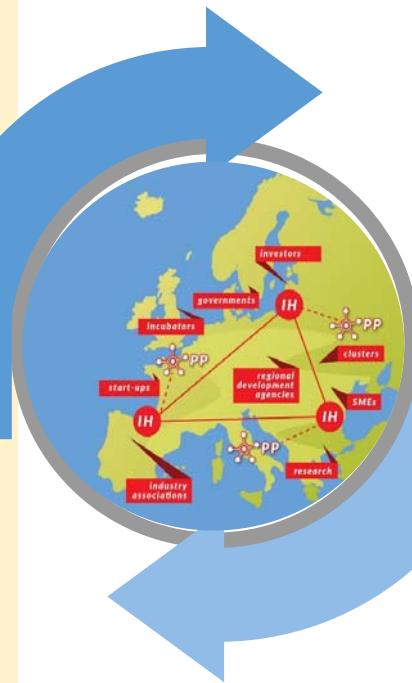 investors
governments
IH
PP
incubators
clusters
PP
start-ups
regional
development
agencies
SMEs
IH
IH
PP
research
industry
associations